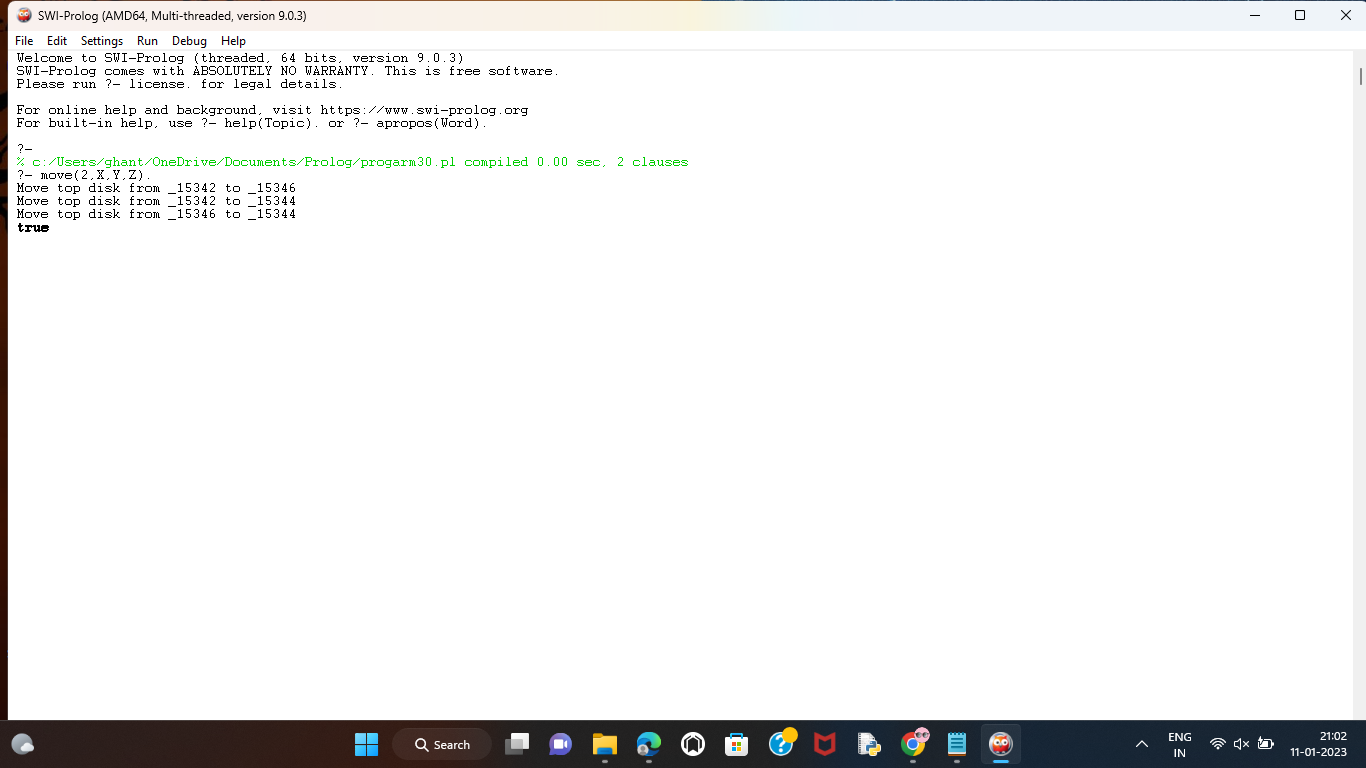 SWI-Prolog (AMD64, Multi-threaded, version 9.0.3)
File Edit Settings Run Debug Help
Welcome to SWI-Prolog (threaded, 64 bits, version 9.0.3)
SWI-Prolog comes with ABSOLUTELY NO WARRANTY. This is free software.
Please run ?- license. for legal details.
For online help and background, visit https://www.swi-prolog.org
For built-in help, use ?- help(Topic). or ?- apropos(Word).
?-
% c:/Users/ghant/OneDrive/Documents/Prolog/progarm30.pl compiled 0.00 sec, 2 clauses
?- move(2,X,Y,Z).
Move top disk from _15342 to _15346
Move top disk from _15342 to _15344
Move top disk from _15346 to _15344
true
Search
ENG
IN
21:02
11-01-2023